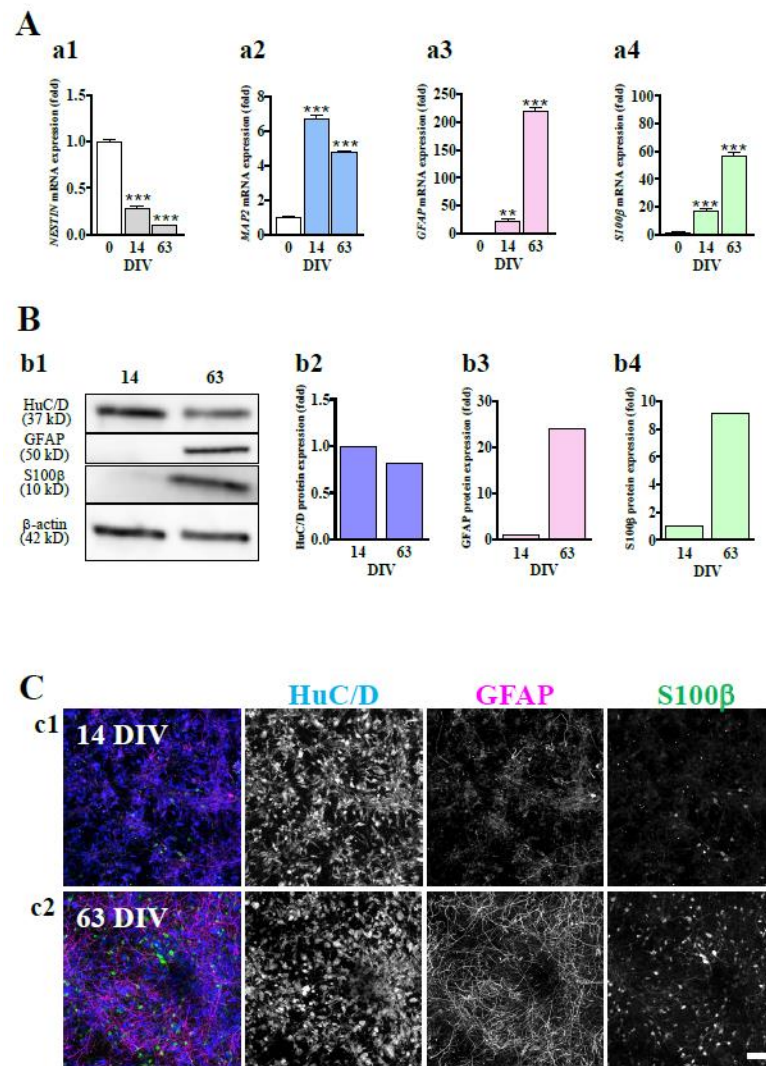 A
a1 a2 a3 a4
NESTIN mRNA expression (fold)
1.5
1.0
0.5
0.0
***
***
0 14 63
DIV
MAP2 mRNA expression (fold)
8
6
4
2
0
***
***
0 14 63
DIV
GFAP mRNA expression (fold)
250
200
150
100
50
0
**
***
0 14 63
DIV
S100β mRNA expression (fold)
100
80
60
40
20
0
***
***
0 14 63
DIV
B
b1 b2 b3 b4
14 63
HuC/D
(37 kD)
GFAP
(50 kD)
S100β
(10 kD)
β-actin
(42 kD)
HuC/D protein expression (fold)
1.5
1.0
0.5
0.0
14 63
DIV
GFAP protein expression (fold)
30
20
10
0
14 63
DIV
S100β protein expression (fold)
10
8
6
4
2
0
14 63
DIV
C
HuC/D GFAP S100β
c1
14 DIV
c2
63 DIV